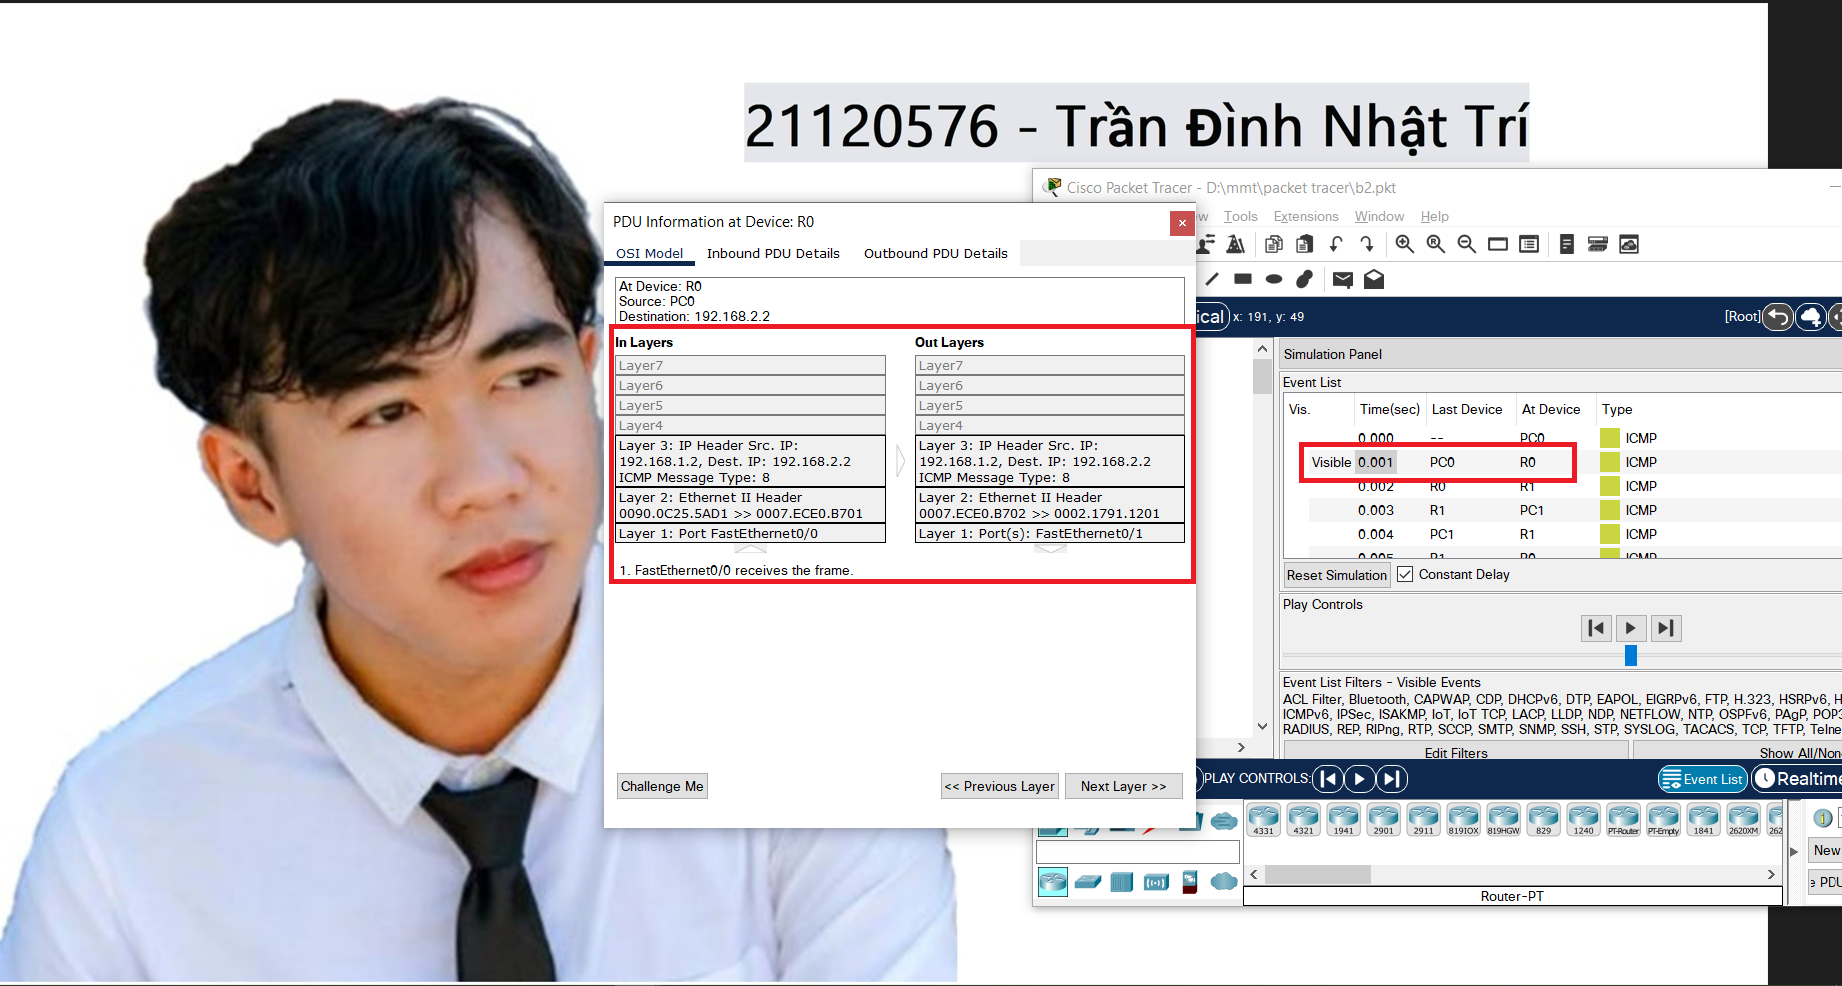 21120576 - Trần Đình Nhật Trí
Cisco Packet Tracer - D:\mmt\packet tracer\b2.pkt
Tools Extensions Window Help
PDU Information at Device: R0
OSI Model Inbound PDU Details Outbound PDU Details
At Device: R0
Source: PC0
Destination: 192.168.2.2
In Layers
Layer7
Layer6
Layer5
Layer4
Layer 3: IP Header Src. IP:
192.168.1.2, Dest. IP: 192.168.2.2
ICMP Message Type: 8
Layer 2: Ethernet II Header
0090.0C25.5AD1 >> 0007.ECE0.B701
Layer 1: Port FastEthernet0/0
Out Layers
Layer7
Layer6
Layer5
Layer4
Layer 3: IP Header Src. IP:
192.168.1.2, Dest. IP: 192.168.2.2
ICMP Message Type: 8
Layer 2: Ethernet II Header
0007.ECE0.B702 >> 0002.1791.1201
Layer 1: Port(s): FastEthernet0/1
1. FastEthernet0/0 receives the frame.
Challenge Me << Previous Layer Next Layer >>
ical x: 191, y: 49 [Root]
Simulation Panel
Event List
Vis. Time(sec) Last Device At Device Type
0.000 -- PC0 ICMP
Visible 0.001 PC0 R0 ICMP
0.002 R0 R1 ICMP
0.003 R1 PC1 ICMP
0.004 PC1 R1 ICMP
0.005 R1 R0 ICMP
Reset Simulation Constant Delay
Play Controls
Event List Filters - Visible Events
ACL Filter, Bluetooth, CAPWAP, CDP, DHCPv6, DTP, EAPOL, EIGRPv6, FTP, H.323, HSRPv6, H
ICMPv6, IPSec, ISAKMP, IoT, IoT TCP, LACP, LLDP, NDP, NETFLOW, NTP, OSPFv6, PAgP, POP3
RADIUS, REP, RIPng, RTP, SCCP, SMTP, SNMP, SSH, STP, SYSLOG, TACACS, TCP, TFTP, Telne
Edit Filters Show All/Non
PLAY CONTROLS: Event List Realtime
4331 4321 1941 2901 2911 819IOX 819HGW 829 1240 PT-Router PT-Empty 1841 2620XM 262
1
New
e PDU
Router-PT